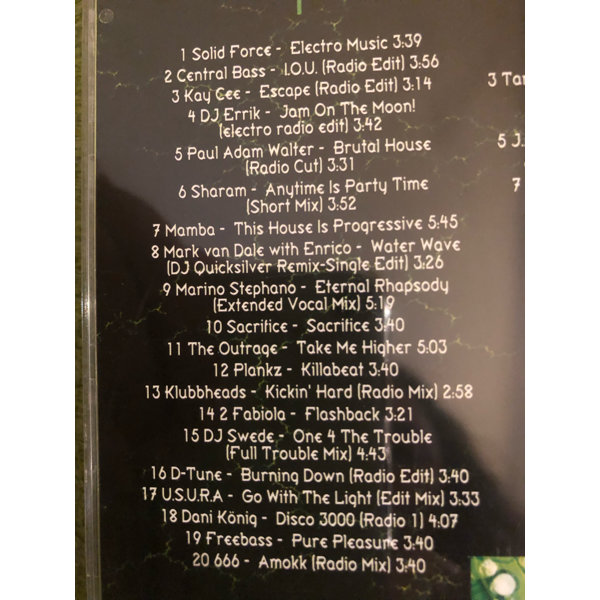 1 Solid Force - Electro Music 3:39
2 Central Bass - I.O.U. (Radio Edit) 3:56
3 Kay Cee - Escape (Radio Edit) 3:14
3 Tan
4 DJ Errik - Jam On The Moon!
(electro radio edit) 3:42
5 Paul Adam Walter - Brutal House
5 J.
(Radio Cut) 3:31
6 Sharam - Anytime Is Party Time
7
(Short Mix) 3:52
7 Mamba - This House Is Progressive 5:45
8 Mark van Dale with Enrico - Water Wave
(DJ Quicksilver Remix-Single Edit) 3:26
9 Marino Stephano - Eternal Rhapsody
(Extended Vocal Mix) 5:19
10 Sacrifice - Sacrifice 3:40
11 The Outrage - Take Me Higher 5:03
12 Plankz - Killabeat 3:40
13 Klubbheads - Kickin' Hard (Radio Mix) 2:58
14 2 Fabiola - Flashback 3:21
15 DJ Swede - One 4 The Trouble
(Full Trouble Mix) 4:43
16 D-Tune - Burning Down (Radio Edit) 3:40
17 U.S.U.R.A - Go With The Light (Edit Mix) 3:33
18 Dani König - Disco 3000 (Radio 1) 4:07
19 Freebass - Pure Pleasure 3:40
20 666 - Amokk (Radio Mix) 3:40